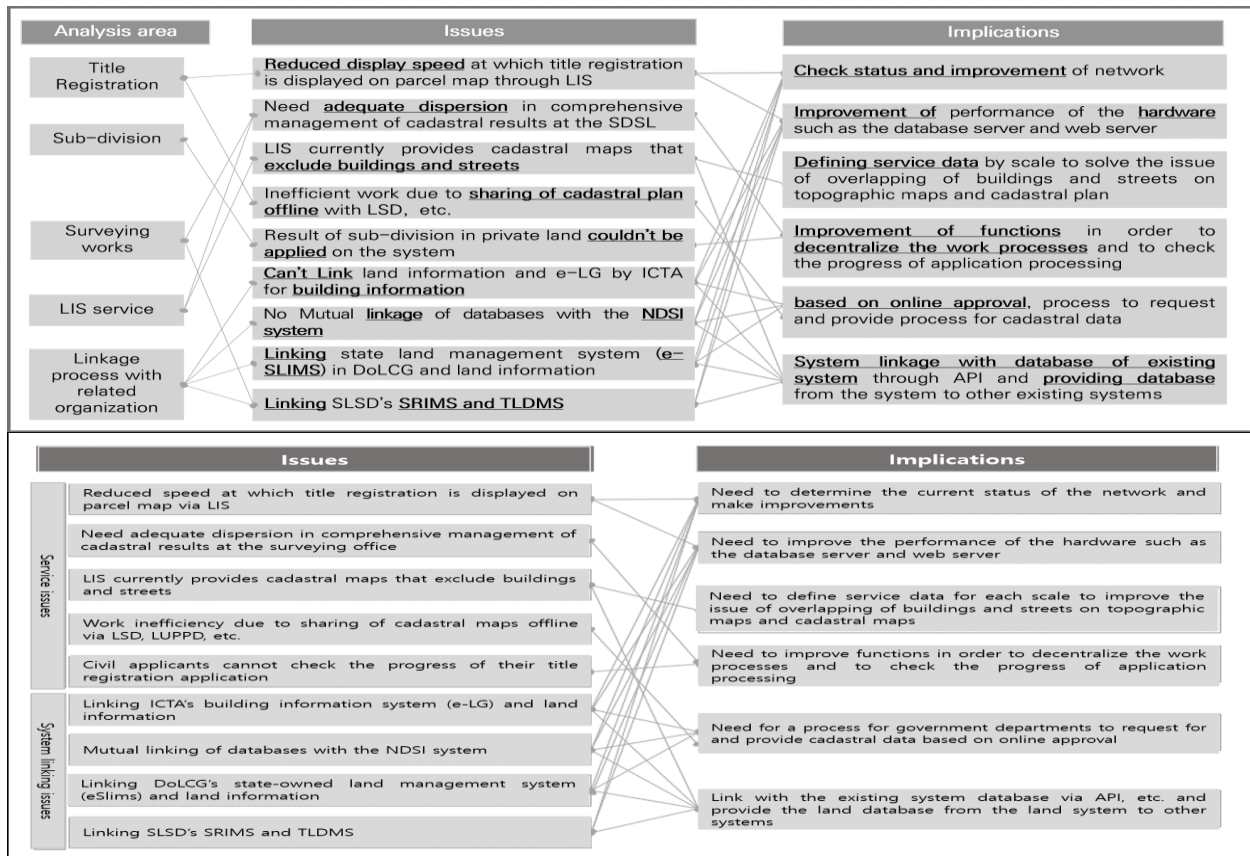 Analysis area
Issues
Implications
Title
Registration
Sub-division
Surveying
works
LIS service
Linkage
process with
related
organization
Reduced display speed at which title registration
is displayed on parcel map through LIS
Need adequate dispersion in comprehensive
management of cadastral results at the SDSL
LIS currently provides cadastral maps that
exclude buildings and streets
Inefficient work due to sharing of cadastral plan
offline with LSD, etc.
Result of sub-division in private land couldn't be
applied on the system
Can't Link land information and e-LG by ICTA
for building information
No Mutual linkage of databases with the NDSI
system
Linking state land management system (e-
SLIMS) in DoLCG and land information
Linking SLSD's SRIMS and TLDMS
Check status and improvement of network
Improvement of performance of the hardware
such as the database server and web server
Defining service data by scale to solve the issue
of overlapping of buildings and streets on
topographic maps and cadastral plan
Improvement of functions in order to
decentralize the work processes and to check
the progress of application processing
based on online approval, process to request
and provide process for cadastral data
System linkage with database of existing
system through API and providing database
from the system to other existing systems
Issues
Implications
Service issues
Reduced speed at which title registration is displayed on
parcel map via LIS
Need adequate dispersion in comprehensive management of
cadastral results at the surveying office
LIS currently provides cadastral maps that exclude buildings
and streets
Work inefficiency due to sharing of cadastral maps offline
via LSD, LUPPD, etc.
Civil applicants cannot check the progress of their title
registration application
System linking issues
Linking ICTA's building information system (e-LG) and land
information
Mutual linking of databases with the NDSI system
Linking DoLCG's state-owned land management system
(eSlims) and land information
Linking SLSD's SRIMS and TLDMS
Need to determine the current status of the network and
make improvements
Need to improve the performance of the hardware such as
the database server and web server
Need to define service data for each scale to improve the
issue of overlapping of buildings and streets on topographic
maps and cadastral maps
Need to improve functions in order to decentralize the work
processes and to check the progress of application
processing
Need for a process for government departments to request for
and provide cadastral data based on online approval
Link with the existing system database via API, etc. and
provide the land database from the land system to other
systems